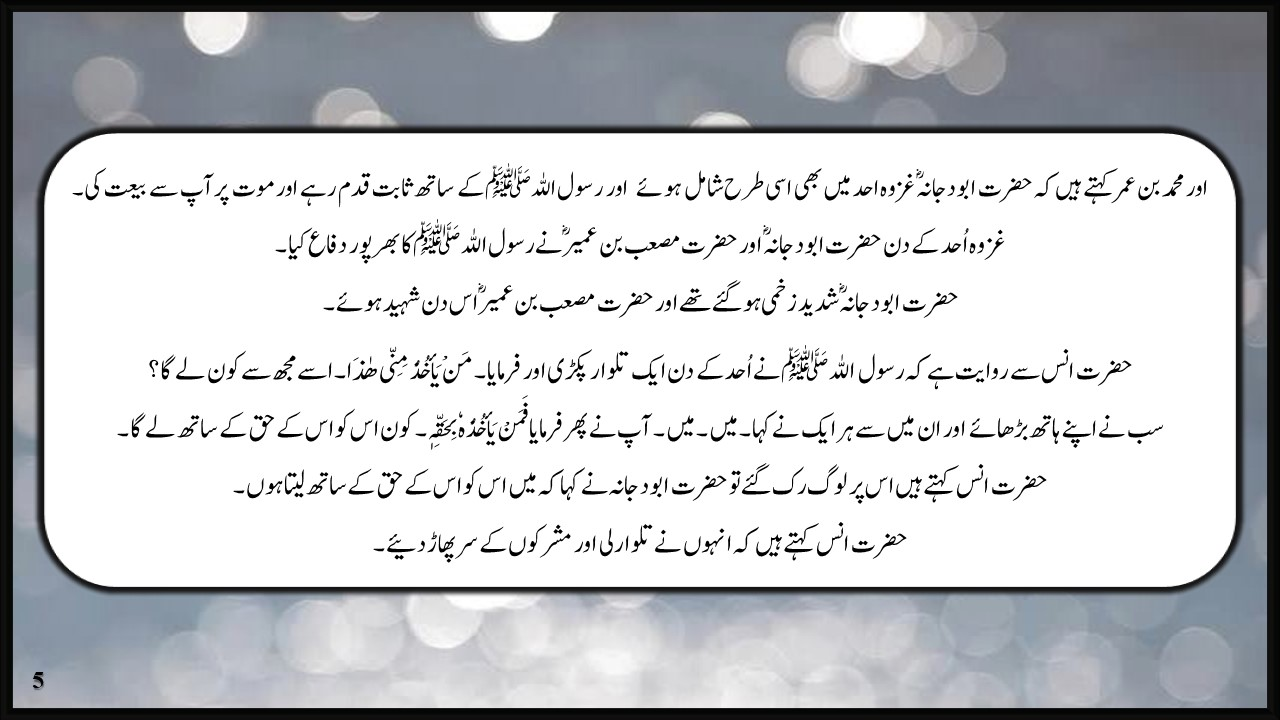 اور محمد بن عمر کہتے ہیں کہ حضرت ابودجانہؓ غزوہ احد میں بھی اسی طرح شامل ہوئے اور رسول اللہ ﷺ کے ساتھ ثابت قدم رہے اور موت پر آپ سے بیعت کی۔
غزوہ اُحد کے دن حضرت ابودجانہؓ اور حضرت مصعب بن عمیرؓ نے رسول اللہ ﷺ کا بھرپور دفاع کیا۔
حضرت ابودجانہؓ شدید زخمی ہوگئے تھے اور حضرت مصعب بن عمیرؓ اس دن شہید ہوئے۔
حضرت انس سے روایت ہے کہ رسول اللہ ﷺ نے اُحد کے دن ایک تلوار پکڑی اور فرمایا۔ مَنْ یَأْخُذُ مِنِّی ھٰذَا۔ اسے مجھ سے کون لے گا؟
سب نے اپنے ہاتھ بڑھائے اور ان میں سے ہر ایک نے کہا۔ میں۔ میں۔ آپ نے پھر فرمایا فَمَنْ یَأْخُذُہٗ بِحَقِّہٖ۔ کون اس کو اس کے حق کے ساتھ لے گا۔
حضرت انس کہتے ہیں اس پر لوگ رک گئے تو حضرت ابودجانہ نے کہا کہ میں اس کو اس کے حق کے ساتھ لیتا ہوں۔
حضرت انس کہتے ہیں کہ انہوں نے تلوار لی اور مشرکوں کے سر پھاڑ دیئے۔
5